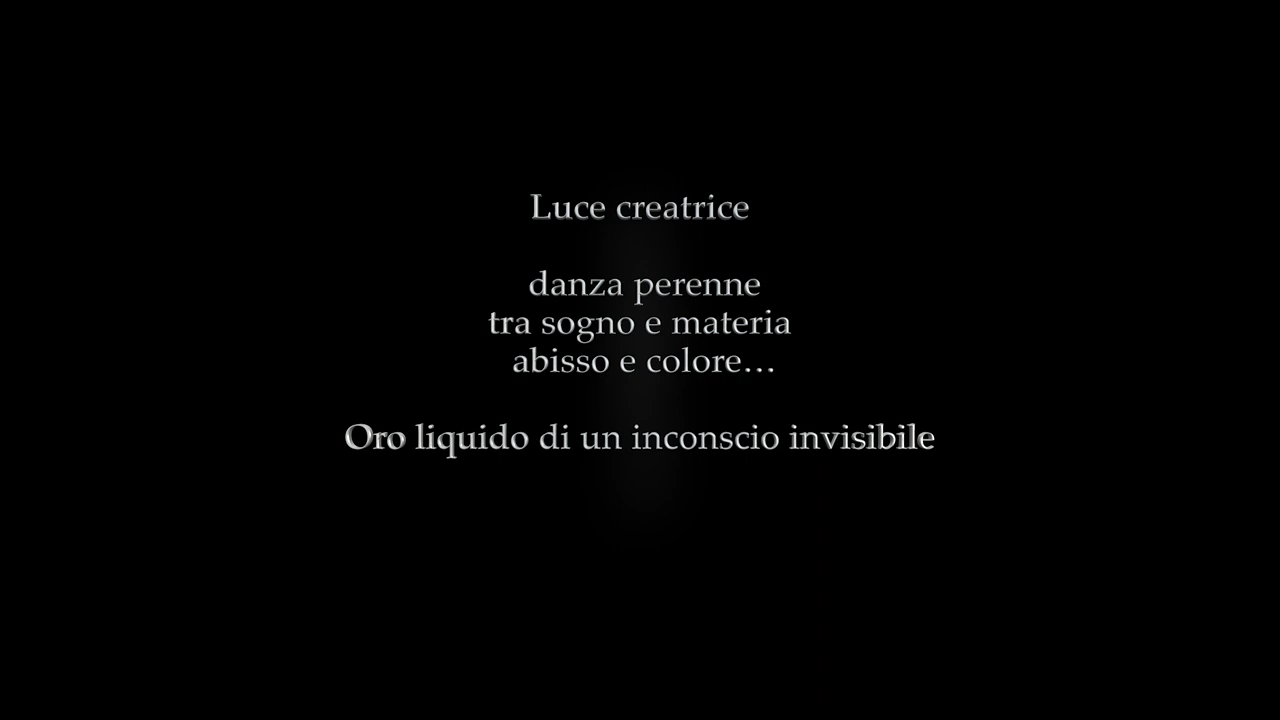 Luce creatrice
danza perenne
tra sogno e materia
abisso e colore…
Oro liquido di un inconscio invisibile